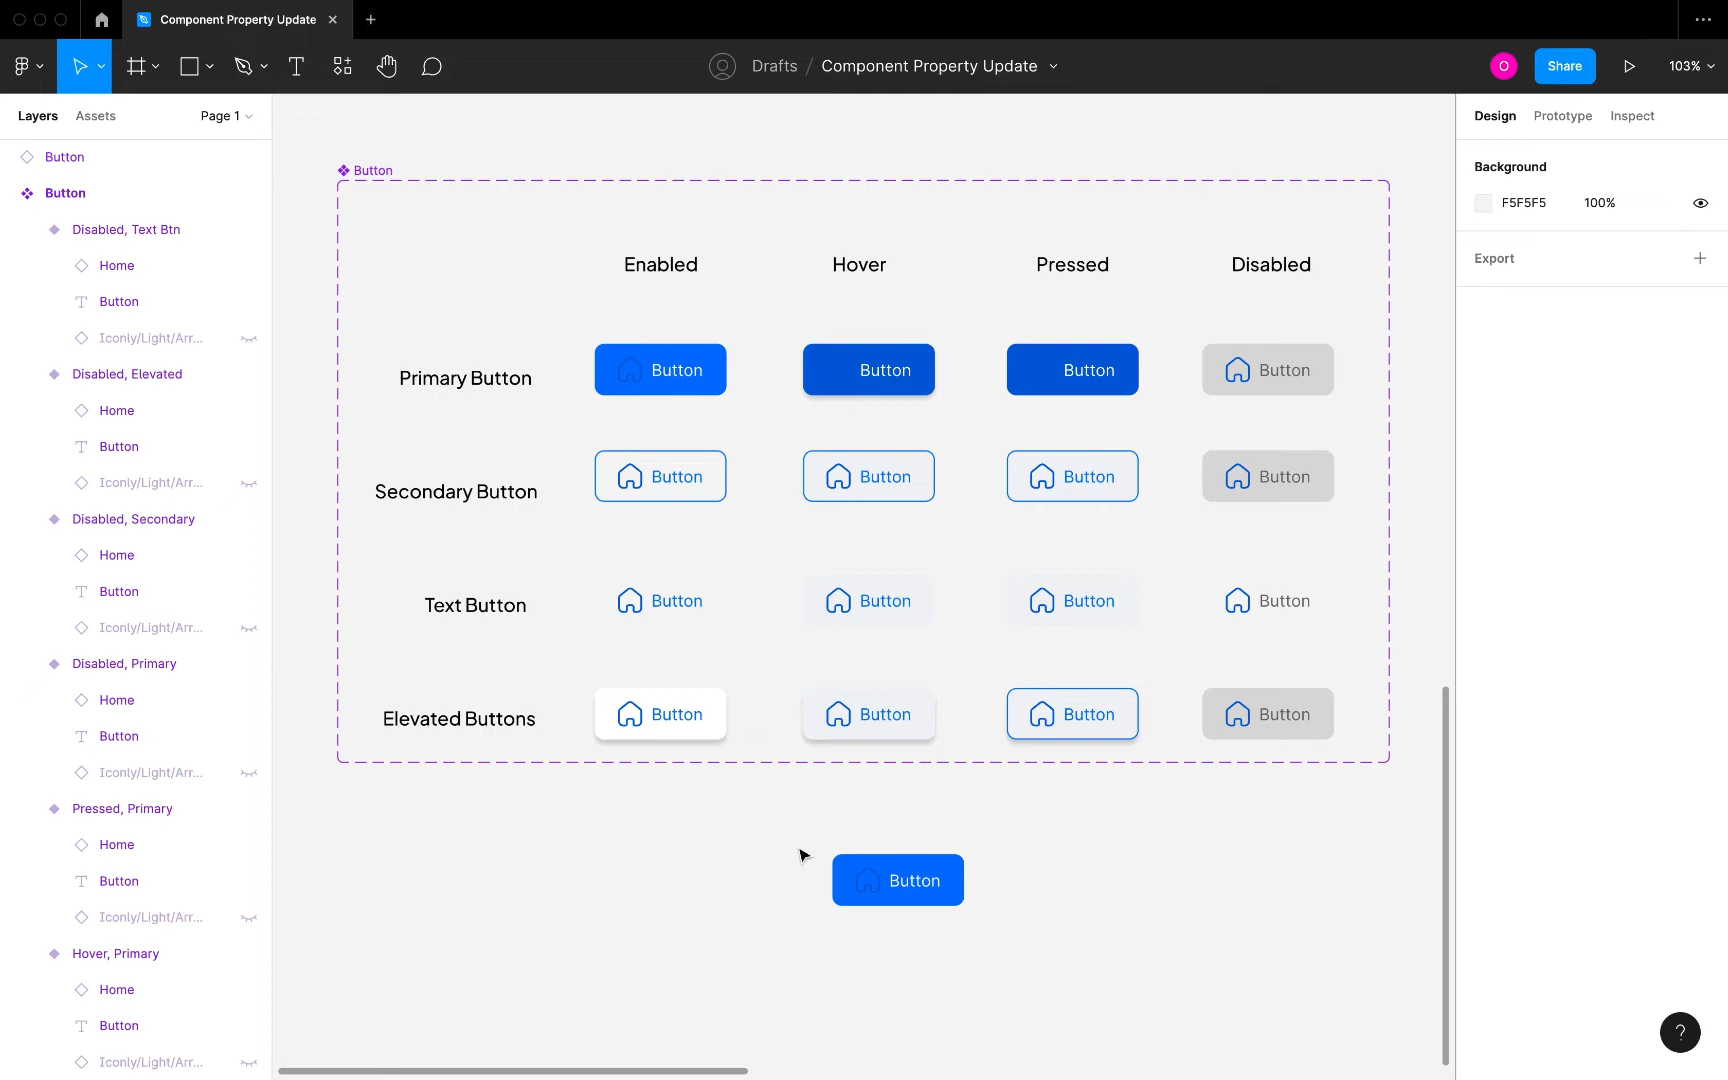 Component Property Update
Drafts / Component Property Update
O
Share
103%
Layers
Assets
Page 1
Button
Button
Disabled, Text Btn
Home
Button
Iconly/Light/Arr...
Disabled, Elevated
Home
Button
Iconly/Light/Arr...
Disabled, Secondary
Home
Button
Iconly/Light/Arr...
Disabled, Primary
Home
Button
Iconly/Light/Arr...
Pressed, Primary
Home
Button
Iconly/Light/Arr...
Hover, Primary
Home
Button
Iconly/Light/Arr...
Button
Enabled Hover Pressed Disabled
Primary Button Button Button Button Button
Secondary Button Button Button Button Button
Text Button Button Button Button Button
Elevated Buttons Button Button Button Button
Button
Design Prototype Inspect
Background
F5F5F5 100%
Export
?